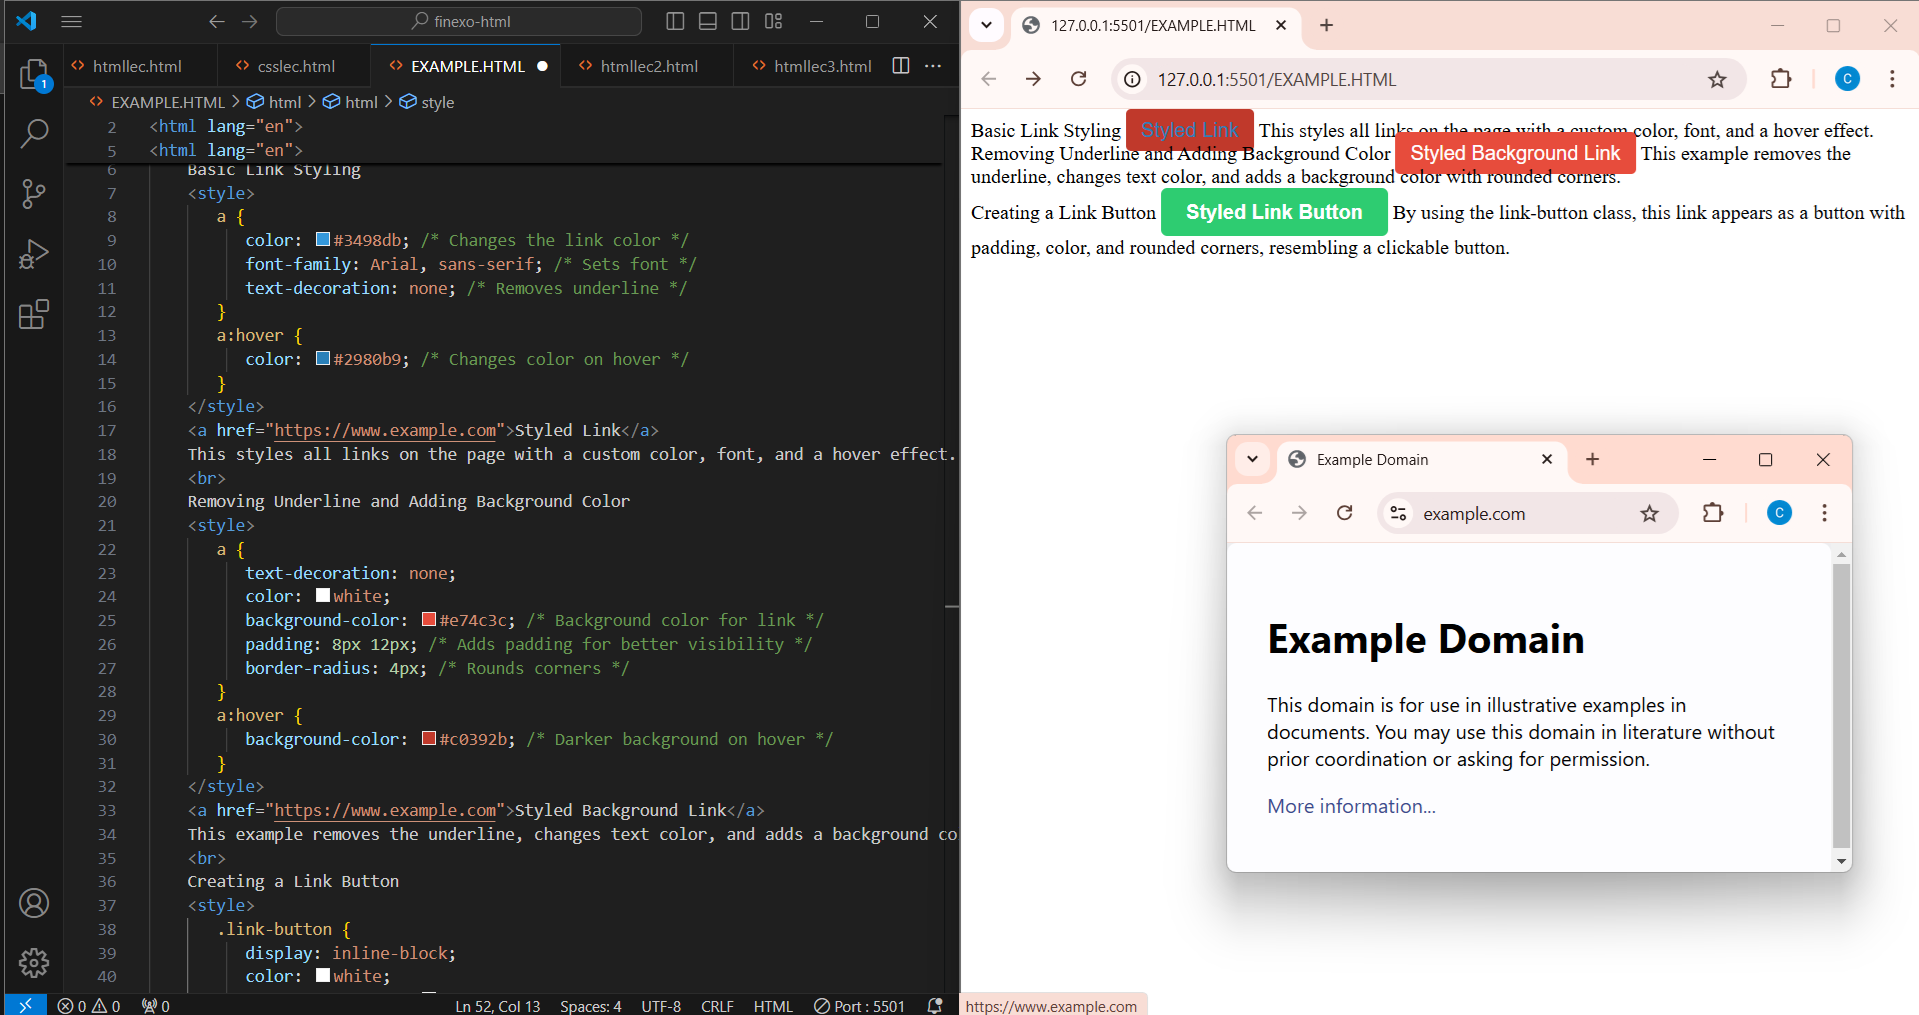 finexo-html
htmllec.html
csslec.html
EXAMPLE.HTML
htmllec2.html
htmllec3.html
1
EXAMPLE.HTML > html > html > style
2 <html lang="en">
5 <html lang="en">
6 Basic Link Styling
7 <style>
8 a {
9 color: #3498db; /* Changes the link color */
10 font-family: Arial, sans-serif; /* Sets font */
11 text-decoration: none; /* Removes underline */
12 }
13 a:hover {
14 color: #2980b9; /* Changes color on hover */
15 }
16 </style>
17 <a href="https://www.example.com">Styled Link</a>
18 This styles all links on the page with a custom color, font, and a hover effect.
19 <br>
20 Removing Underline and Adding Background Color
21 <style>
22 a {
23 text-decoration: none;
24 color: white;
25 background-color: #e74c3c; /* Background color for link */
26 padding: 8px 12px; /* Adds padding for better visibility */
27 border-radius: 4px; /* Rounds corners */
28 }
29 a:hover {
30 background-color: #c0392b; /* Darker background on hover */
31 }
32 </style>
33 <a href="https://www.example.com">Styled Background Link</a>
34 This example removes the underline, changes text color, and adds a background co
35 <br>
36 Creating a Link Button
37 <style>
38 .link-button {
39 display: inline-block;
40 color: white;
0 0 0
Ln 52, Col 13 Spaces: 4 UTF-8 CRLF HTML Port : 5501
127.0.0.1:5501/EXAMPLE.HTML
127.0.0.1:5501/EXAMPLE.HTML
C
Basic Link Styling Styled Link This styles all links on the page with a custom color, font, and a hover effect.
Removing Underline and Adding Background Color Styled Background Link This example removes the
underline, changes text color, and adds a background color with rounded corners.
Creating a Link Button Styled Link Button By using the link-button class, this link appears as a button with
padding, color, and rounded corners, resembling a clickable button.
Example Domain
example.com
C
Example Domain
This domain is for use in illustrative examples in
documents. You may use this domain in literature without
prior coordination or asking for permission.
More information...
https://www.example.com